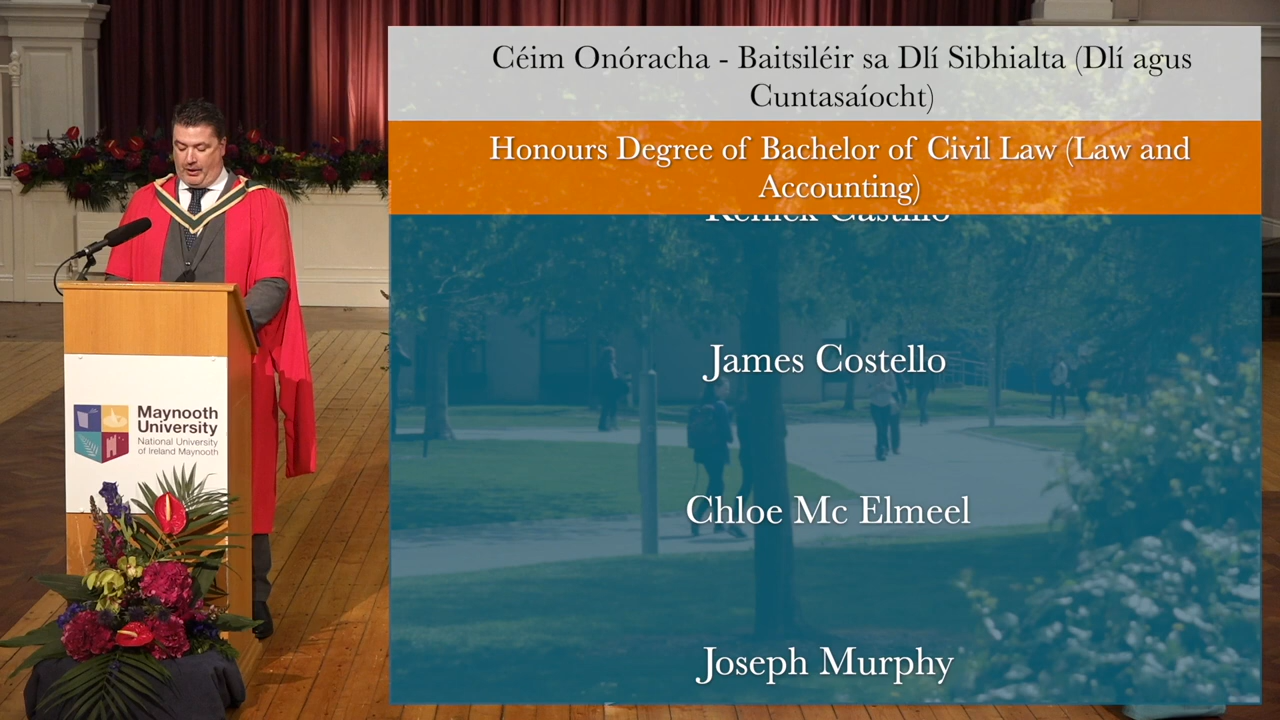 Céim Onóracha - Baitsiléir sa Dlí Sibhialta (Dlí agus
Cuntasaíocht)
Honours Degree of Bachelor of Civil Law (Law and
Accounting)
Castillo
James Costello
Chloe Mc Elmeel
Joseph Murphy
Maynooth
University
National University
of Ireland Maynooth